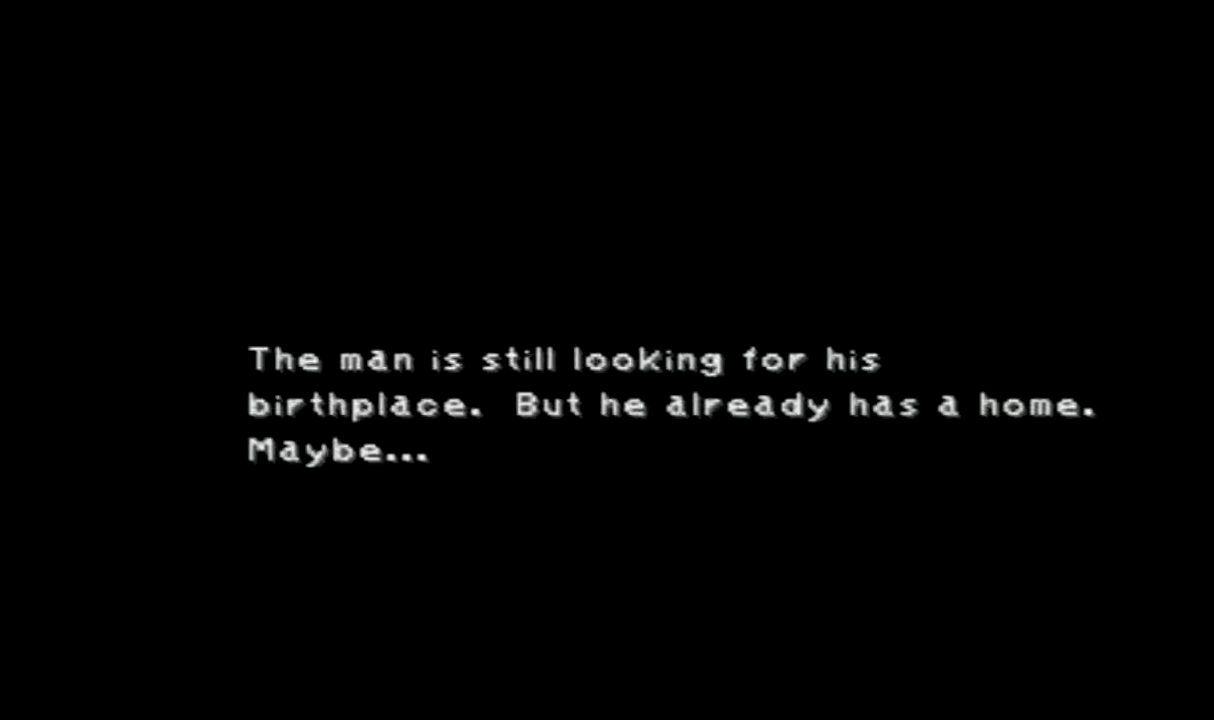 The man is still looking for his
birthplace.  But he already has a home.
Maybe...